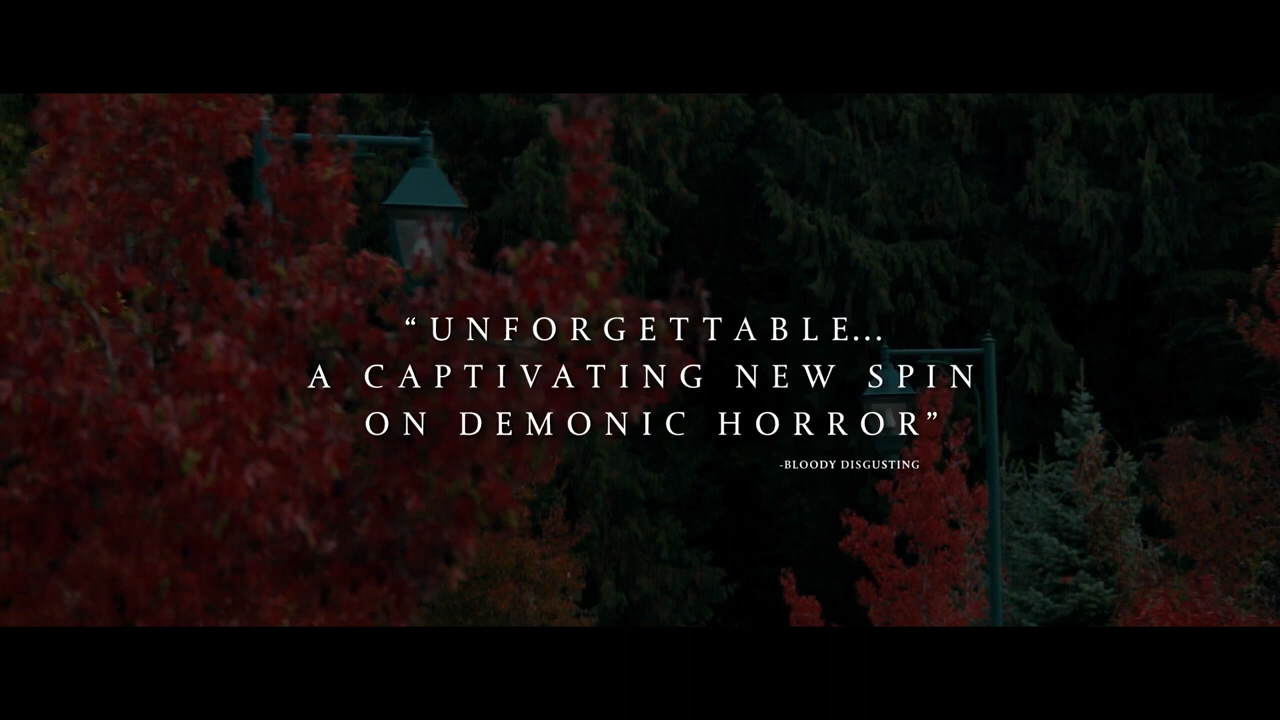 “UNFORGETTABLE...
A CAPTIVATING NEW SPIN
ON DEMONIC HORROR”
-BLOODY DISGUSTING